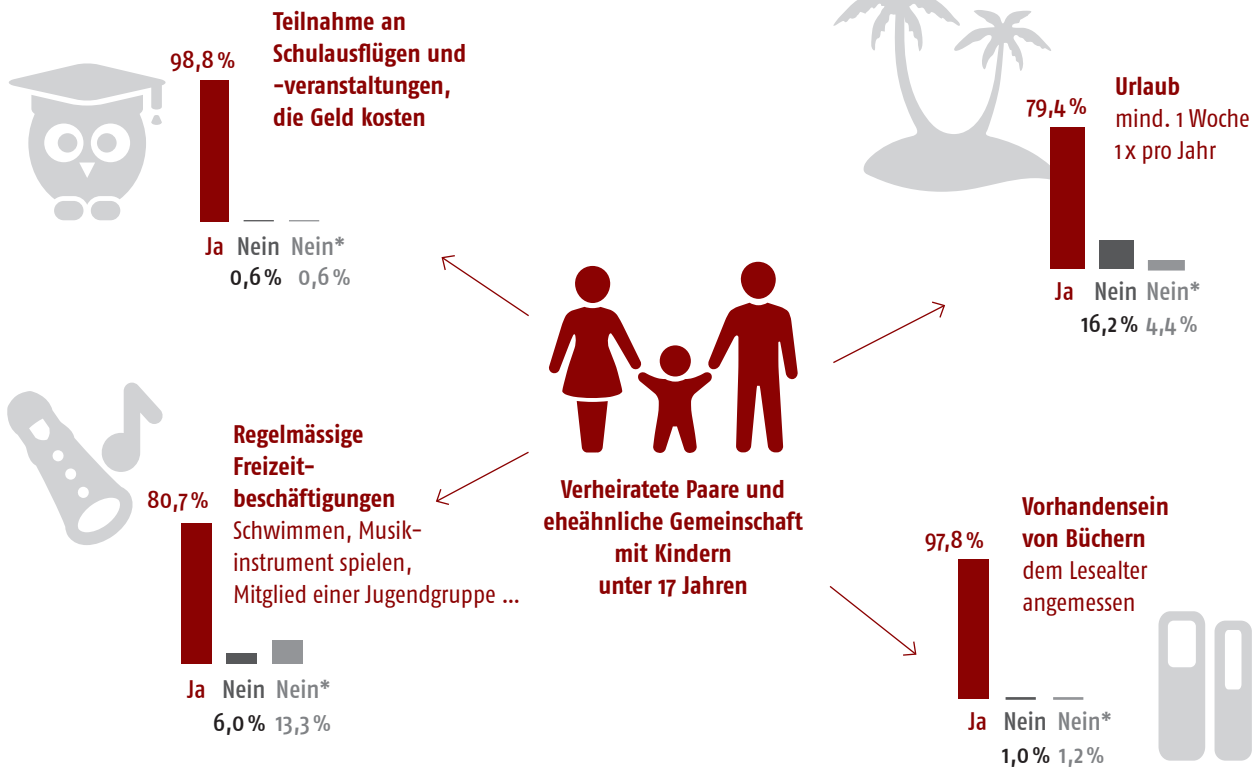 Teilnahme an
Schulausflügen und
-veranstaltungen,
die Geld kosten
98,8 %
Ja Nein Nein*
0,6 % 0,6 %
Urlaub
mind. 1 Woche
1x pro Jahr
79,4 %
Ja Nein Nein*
16,2 % 4,4 %
Regelmässige
Freizeit-
beschäftigungen
Schwimmen, Musik-
instrument spielen,
Mitglied einer Jugendgruppe ...
80,7 %
Ja Nein Nein*
6,0 % 13,3 %
Verheiratete Paare und
eheähnliche Gemeinschaft
mit Kindern
unter 17 Jahren
Vorhandensein
von Büchern
dem Lesealter
angemessen
97,8 %
Ja Nein Nein*
1,0 % 1,2 %